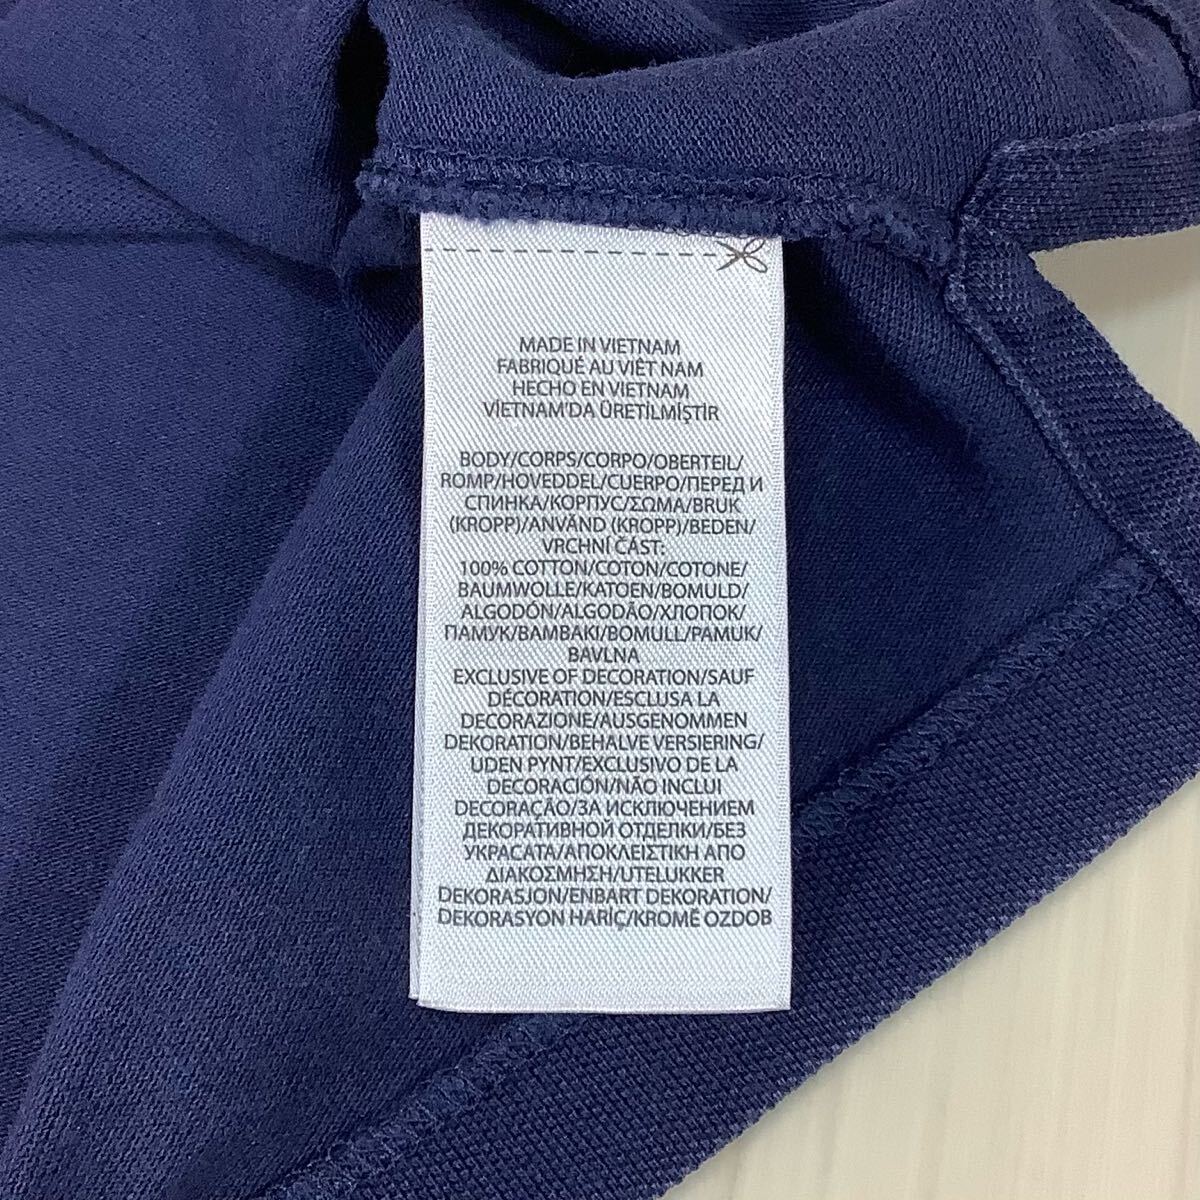 MADE IN VIETNAM
FABRIQUÉ AU VIÊT NAM
HECHO EN VIETNAM
VİETNAM'DA ÜRETİLMİŞTİR
BODY/CORPS/CORPO/OBERTEIL/
ROMP/HOVEDDEL/CUERPO/ПЕРЕД И
СПИНКА/КОРПУС/ΣΩΜΑ/BRUK
(KROPP)/ANVÄND (KROPP)/BEDEN/
VRCHNÍ ČÁST:
100% COTTON/COTON/COTONE/
BAUMWOLLE/KATOEN/BOMULD/
ALGODÓN/ALGODÃO/ХЛОПОК/
ПАМУК/ΒΑΜΒΑΚΙ/BOMULL/PAMUK/
BAVLNA
EXCLUSIVE OF DECORATION/SAUF
DÉCORATION/ESCLUSA LA
DECORAZIONE/AUSGENOMMEN
DEKORATION/BEHALVE VERSIERING/
UDEN PYNT/EXCLUSIVO DE LA
DECORACIÓN/NÃO INCLUI
DECORAÇÃO/ЗА ИСКЛЮЧЕНИЕМ
ДЕКОРАТИВНОЙ ОТДЕЛКИ/БЕЗ
УКРАСАТА/ΑΠΟΚΛΕΙΣΤΙΚΗ ΑΠΟ
ΔΙΑΚΟΣΜΗΣΗ/UTELUKKER
DEKORASJON/ENBART DEKORATION/
DEKORASYON HARİÇ/KROMĚ OZDOB